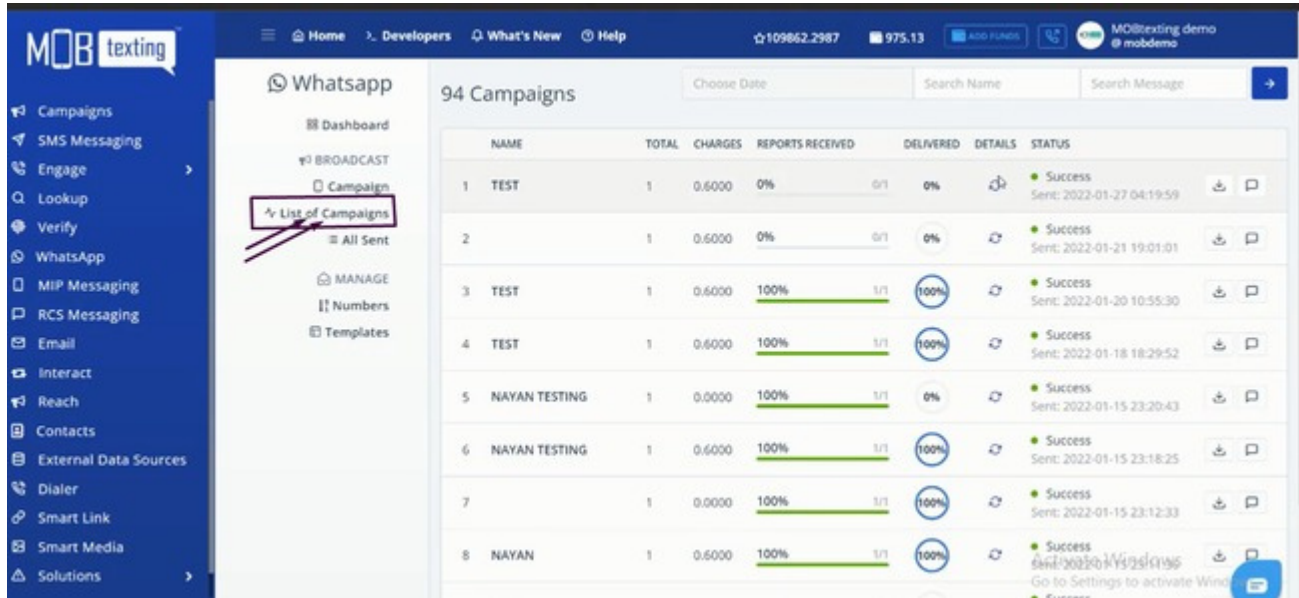 MOB texting
Home Developers What's New Help 109862.2987 975.13 ADD FUNDS MOBtexting demo
@ mobdemo
Campaigns
SMS Messaging
Engage
Lookup
Verify
WhatsApp
MIP Messaging
RCS Messaging
Email
Interact
Reach
Contacts
External Data Sources
Dialer
Smart Link
Smart Media
Solutions
Whatsapp
Dashboard
BROADCAST
Campaign
List of Campaigns
All Sent
MANAGE
Numbers
Templates
94 Campaigns
Choose Date Search Name Search Message
NAME TOTAL CHARGES REPORTS RECEIVED DELIVERED DETAILS STATUS
1 TEST 1 0.6000 0% 0/1 0% Success
Sent: 2022-01-27 04:19:59
2 1 0.6000 0% 0/1 0% Success
Sent: 2022-01-21 19:01:01
3 TEST 1 0.6000 100% 1/1 100% Success
Sent: 2022-01-20 10:55:30
4 TEST 1 0.6000 100% 1/1 100% Success
Sent: 2022-01-18 18:29:52
5 NAYAN TESTING 1 0.0000 100% 1/1 0% Success
Sent: 2022-01-15 23:20:43
6 NAYAN TESTING 1 0.6000 100% 1/1 100% Success
Sent: 2022-01-15 23:18:25
7 1 0.0000 100% 1/1 100% Success
Sent: 2022-01-15 23:12:33
8 NAYAN 1 0.6000 100% 1/1 100% Success
Activate Windows
Go to Settings to activate